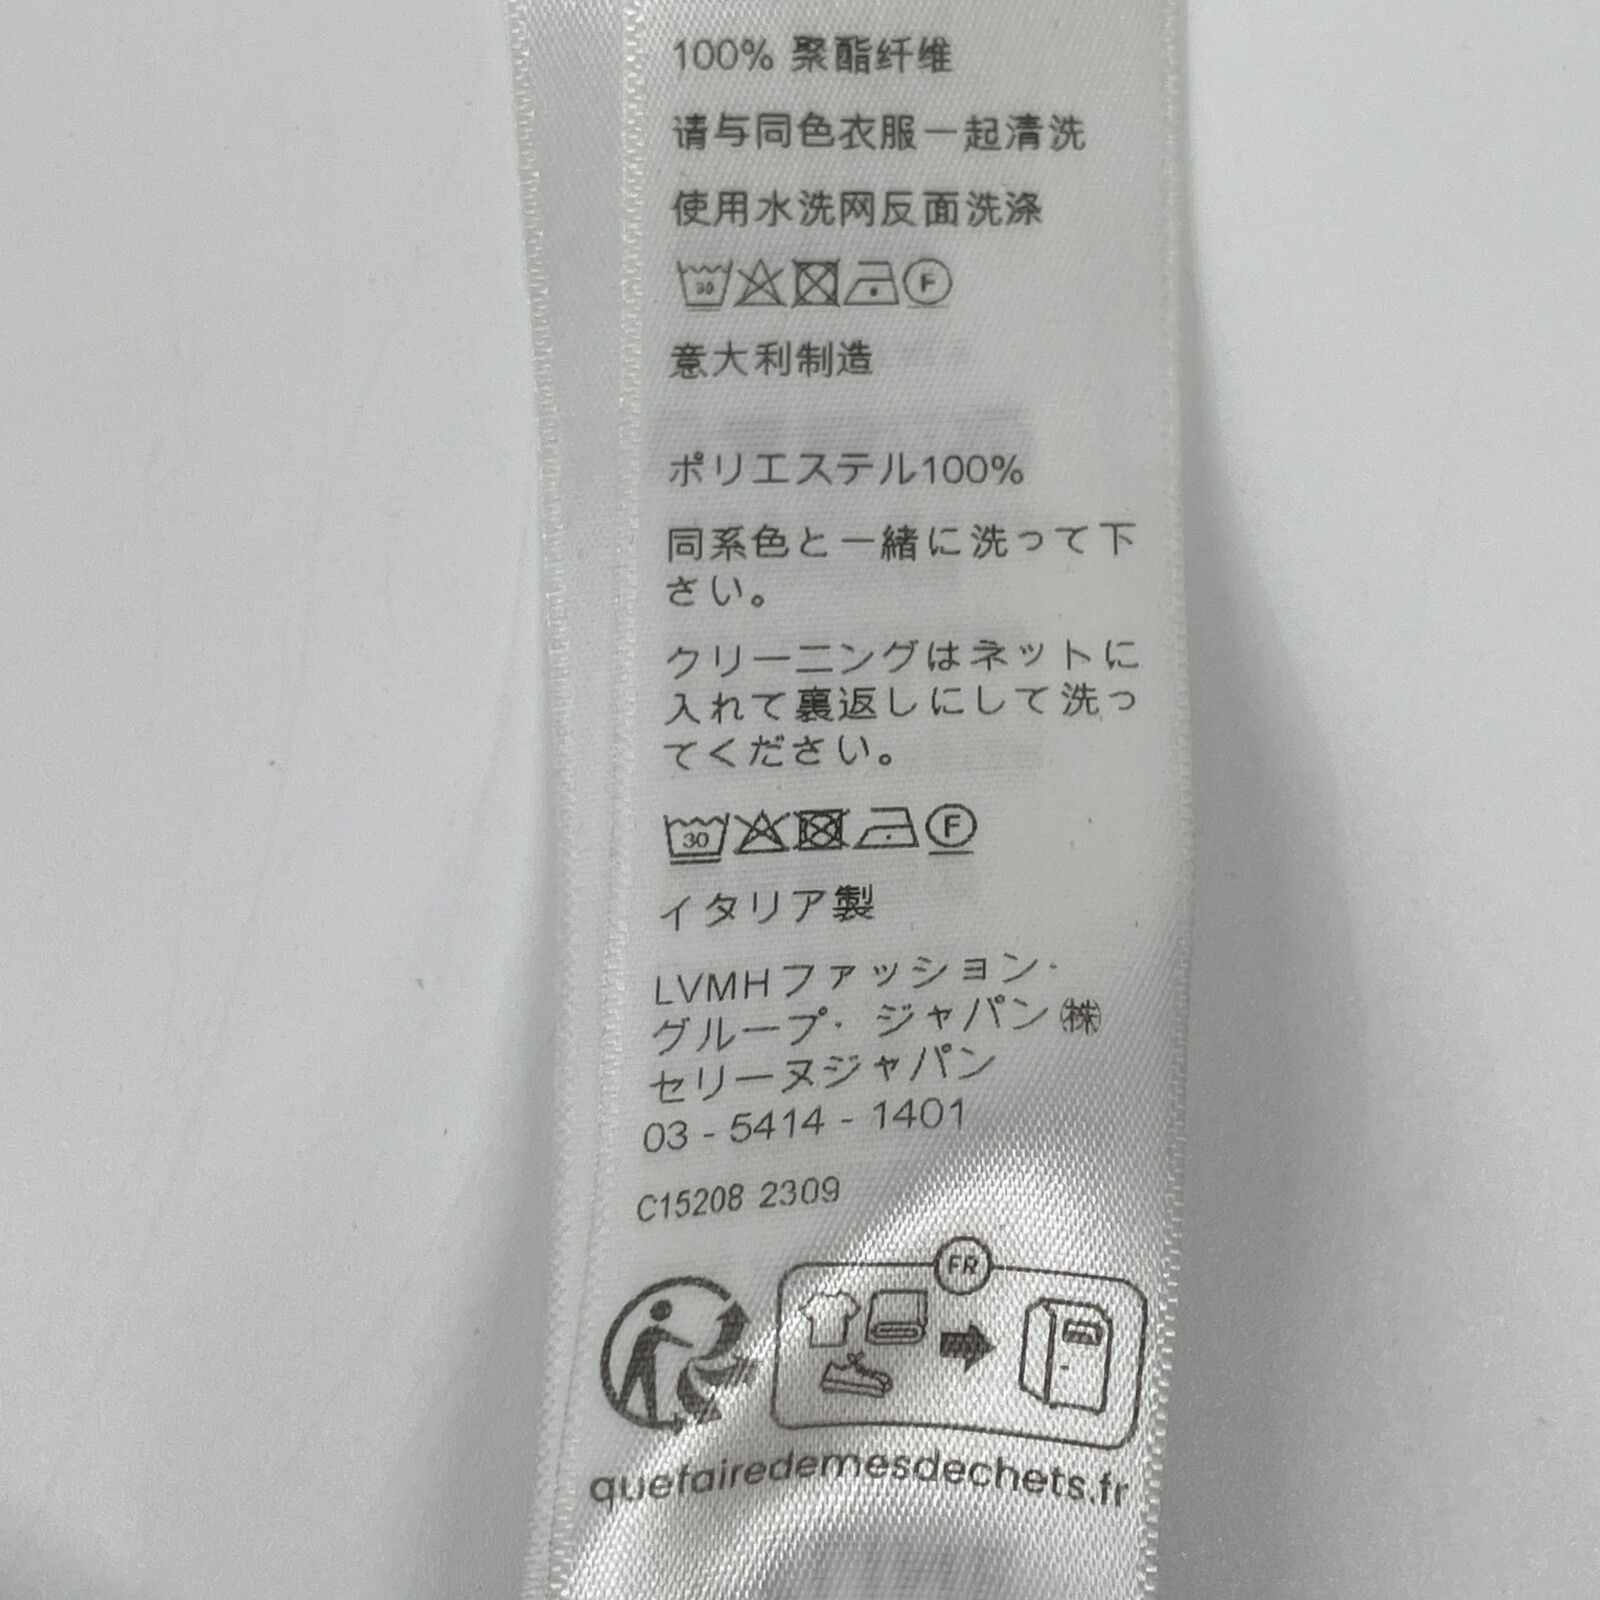 100% 聚酯纤维
请与同色衣服一起清洗
使用水洗网反面洗涤
30 F
意大利制造
ポリエステル100%
同系色と一緒に洗って下
さい。
クリーニングはネットに
入れて裏返しにして洗っ
てください。
30 F
イタリア製
LVMHファッション・
グループ・ジャパン㈱
セリーヌジャパン
03 - 5414 - 1401
C15208 2309
FR
quefairedemesdechets.fr